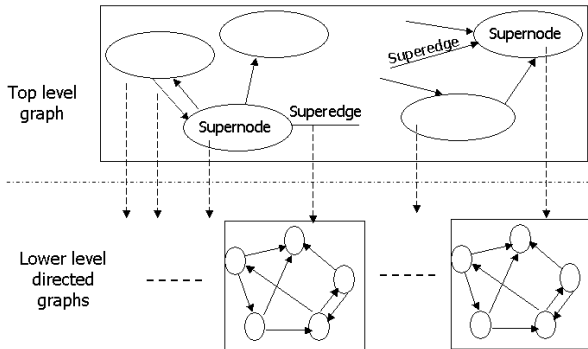 Supernode
Superedge
Top level
graph
Supernode
Superedge
Lower level
directed
graphs